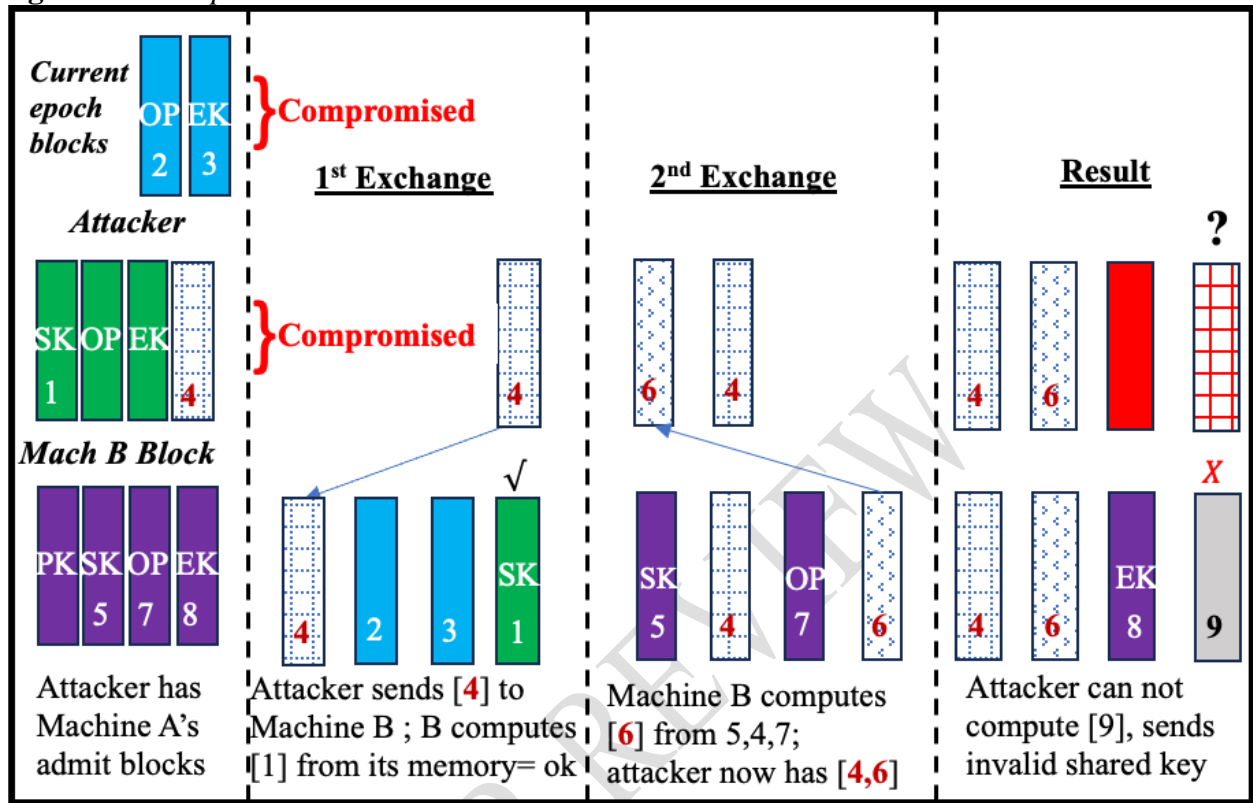 Current
epoch
blocks
OP EK
2 3
} Compromised
1st Exchange
2nd Exchange
Result
Attacker
?
SK OP EK
1 4
} Compromised
4
6 4
4 6
Mach B Block
√
X
PK SK OP EK
5 7 8
SK
4 2 3 1
SK OP
5 4 7 6
EK
4 6 8 9
Attacker has
Machine A's
admit blocks
Attacker sends [4] to
Machine B ; B computes
[1] from its memory= ok
Machine B computes
[6] from 5,4,7;
attacker now has [4,6]
Attacker can not
compute [9], sends
invalid shared key